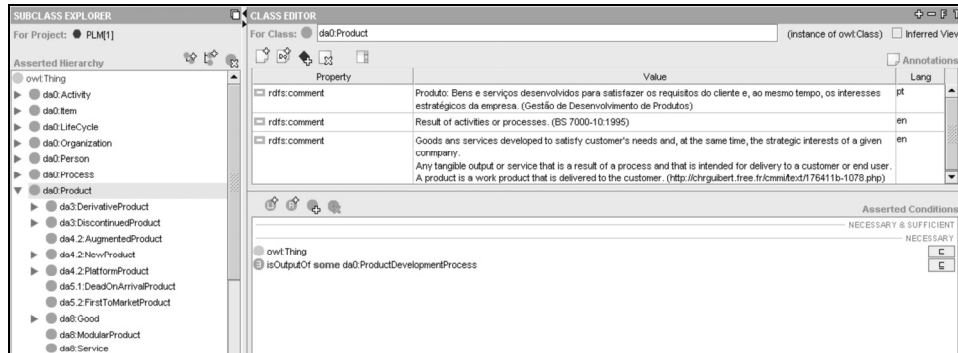 SUBCLASS EXPLORER
For Project: PLM[1]
Asserted Hierarchy
owl:Thing
da0:Activity
da0:Item
da0:LifeCycle
da0:Organization
da0:Person
da0:Process
da0:Product
da3:DerivativeProduct
da3:DiscontinuedProduct
da4.2:AugmentedProduct
da4.2:NewProduct
da4.2:PlatformProduct
da5.1:DeadOnArrivalProduct
da5.2:FirstToMarketProduct
da8:Good
da8:ModularProduct
da8:Service
CLASS EDITOR
For Class: da0:Product (instance of owl:Class) Inferred View
Annotations
Property Value Lang
rdfs:comment Produto: Bens e serviços desenvolvidos para satisfazer os requisitos do cliente e, ao mesmo tempo, os interesses pt
estratégicos da empresa. (Gestão de Desenvolvimento de Produtos)
rdfs:comment Result of activities or processes. (BS 7000-10:1995) en
rdfs:comment Goods ans services developed to satisfy customer's needs and, at the same time, the strategic interests of a given en
conmpany.
Any tangible output or service that is a result of a process and that is intended for delivery to a customer or end user.
A product is a work product that is delivered to the customer. (http://chrguibert.free.fr/cmmi/text/176411b-1078.php)
Asserted Conditions
NECESSARY & SUFFICIENT
NECESSARY
owl:Thing
isOutputOf some da0:ProductDevelopmentProcess